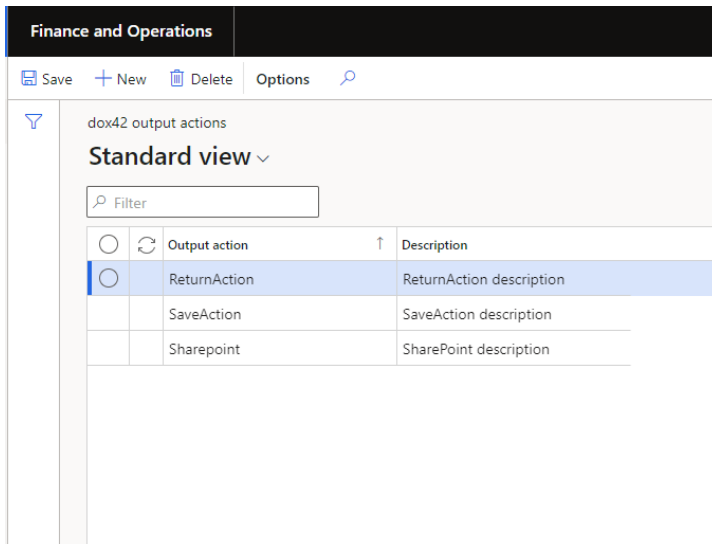 Finance and Operations
Save New Delete Options
dox42 output actions
Standard view
Filter
Output action Description
ReturnAction ReturnAction description
SaveAction SaveAction description
Sharepoint SharePoint description